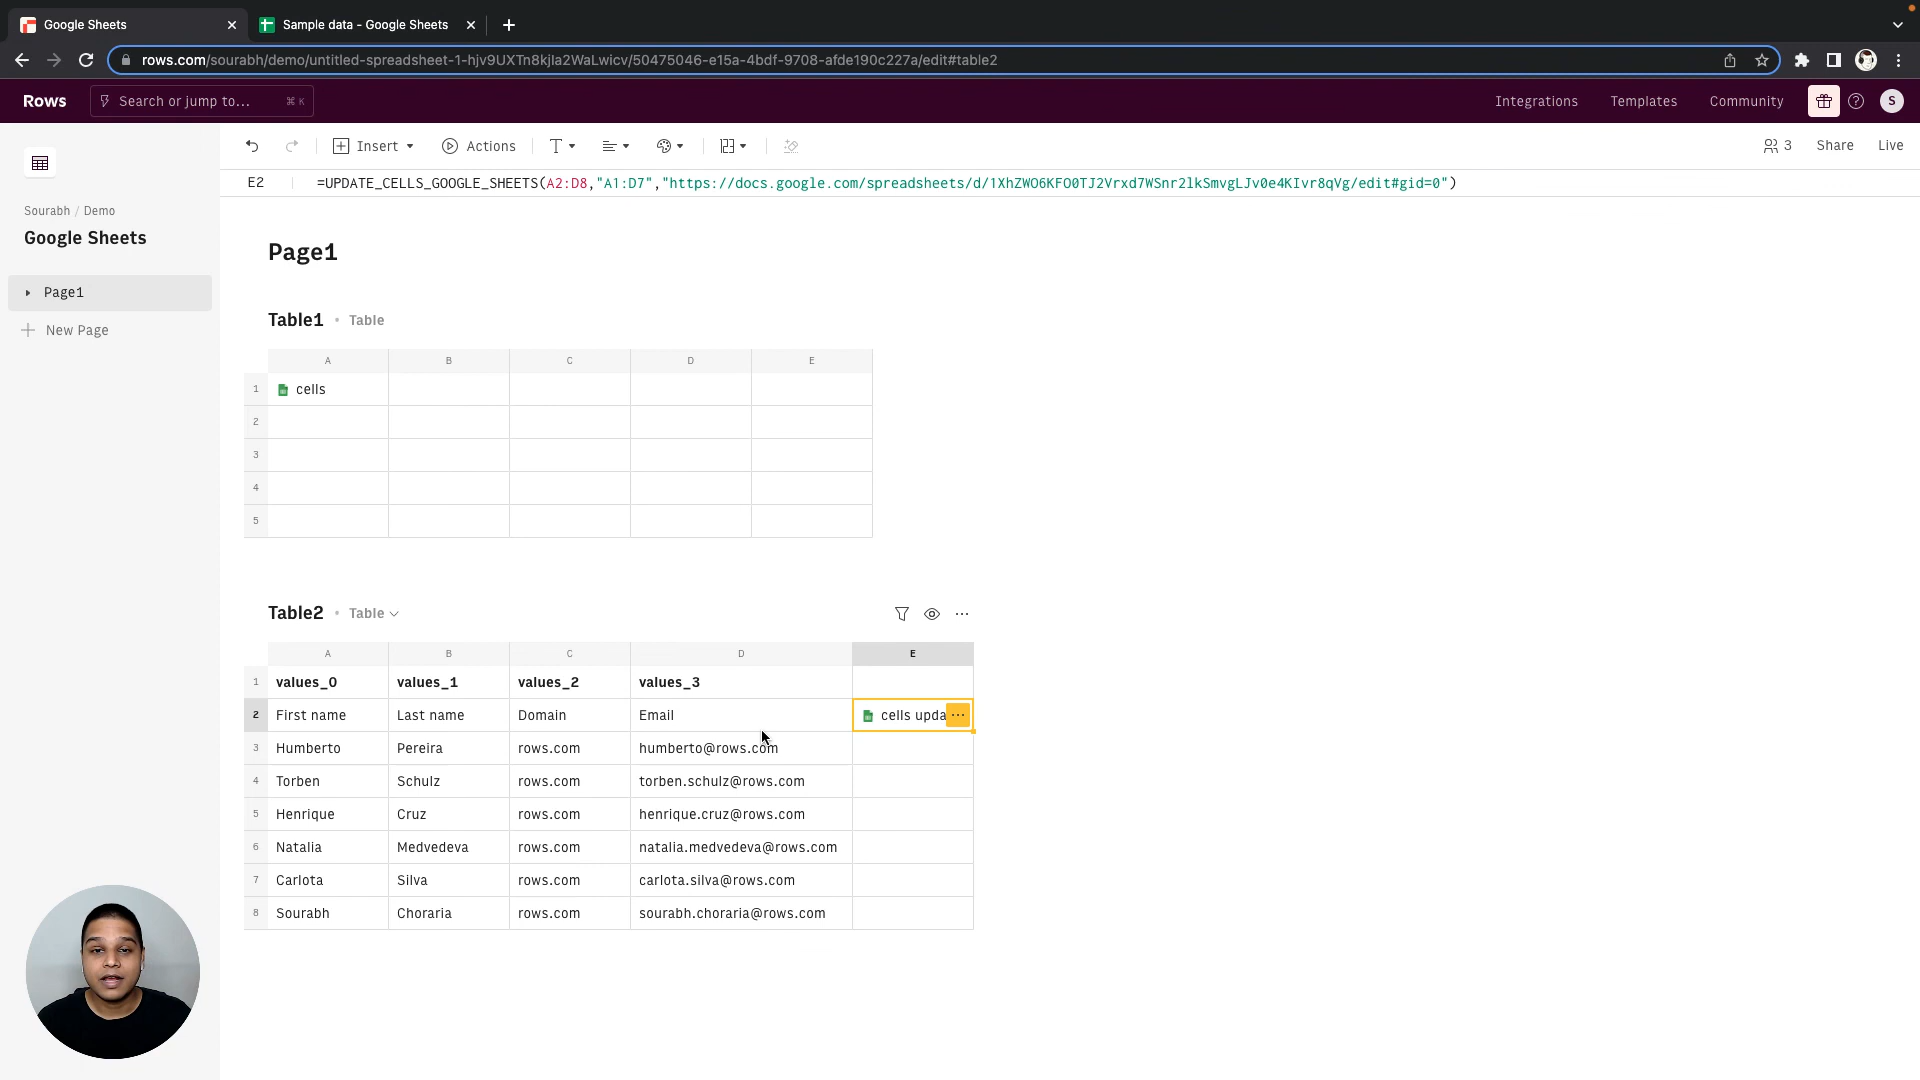 Google Sheets
Sample data - Google Sheets
rows.com/sourabh/demo/untitled-spreadsheet-1-hjv9UXTn8kjla2WaLwicv/50475046-e15a-4bdf-9708-afde190c227a/edit#table2
Rows
Search or jump to... ⌘ K
Integrations
Templates
Community
S
Insert
Actions
3
Share
Live
E2
=UPDATE_CELLS_GOOGLE_SHEETS(A2:D8,"A1:D7","https://docs.google.com/spreadsheets/d/1XhZWO6KFO0TJ2Vrxd7WSnr2lkSmvgLJv0e4KIvr8qVg/edit#gid=0")
Sourabh / Demo
Google Sheets
Page1
New Page
Page1
Table1 • Table
A B C D E
1 cells
2
3
4
5
Table2 • Table
A B C D E
1 values_0 values_1 values_2 values_3
2 First name Last name Domain Email cells upda
3 Humberto Pereira rows.com humberto@rows.com
4 Torben Schulz rows.com torben.schulz@rows.com
5 Henrique Cruz rows.com henrique.cruz@rows.com
6 Natalia Medvedeva rows.com natalia.medvedeva@rows.com
7 Carlota Silva rows.com carlota.silva@rows.com
8 Sourabh Choraria rows.com sourabh.choraria@rows.com